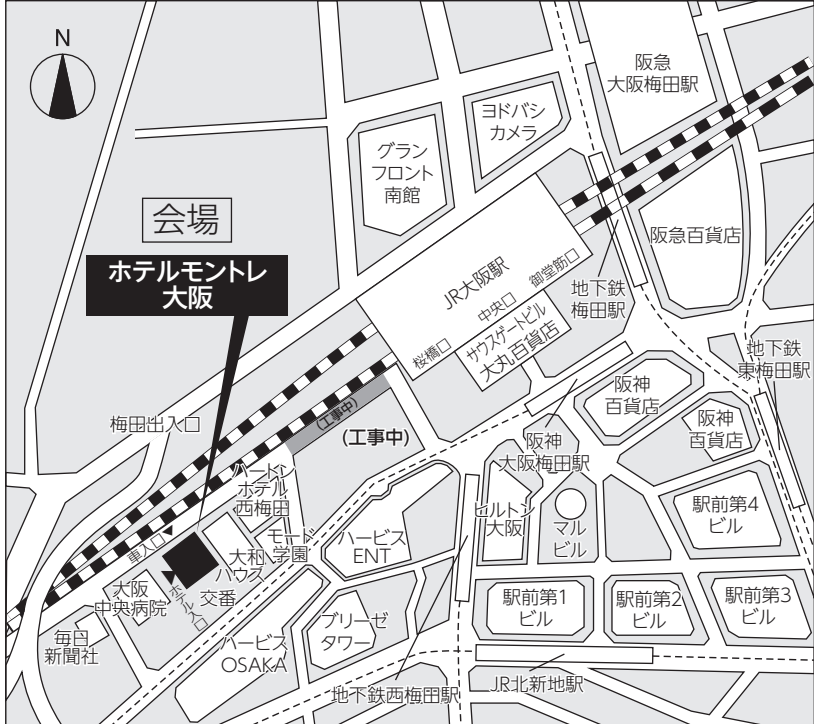 N
阪急
大阪梅田駅
ヨドバシ
カメラ
グラン
フロント
南館
会場
ホテルモントレ
大阪
阪急百貨店
JR大阪駅
御堂筋口
中央口
桜橋口
地下鉄
梅田駅
サウスゲートビル
大丸百貨店
地下鉄
東梅田駅
阪神
百貨店
阪神
百貨店
梅田出入口
(工事中)
(工事中)
阪神
大阪梅田駅
ハートン
ホテル
西梅田
ヒルトン
大阪
マル
ビル
駅前第4
ビル
モード
学園
ハービス
ENT
車入口
大和
ハウス
大阪
中央病院
ホテル入口
交番
駅前第1
ビル
駅前第2
ビル
駅前第3
ビル
毎日
新聞社
ハービス
OSAKA
ブリーゼ
タワー
地下鉄西梅田駅
JR北新地駅